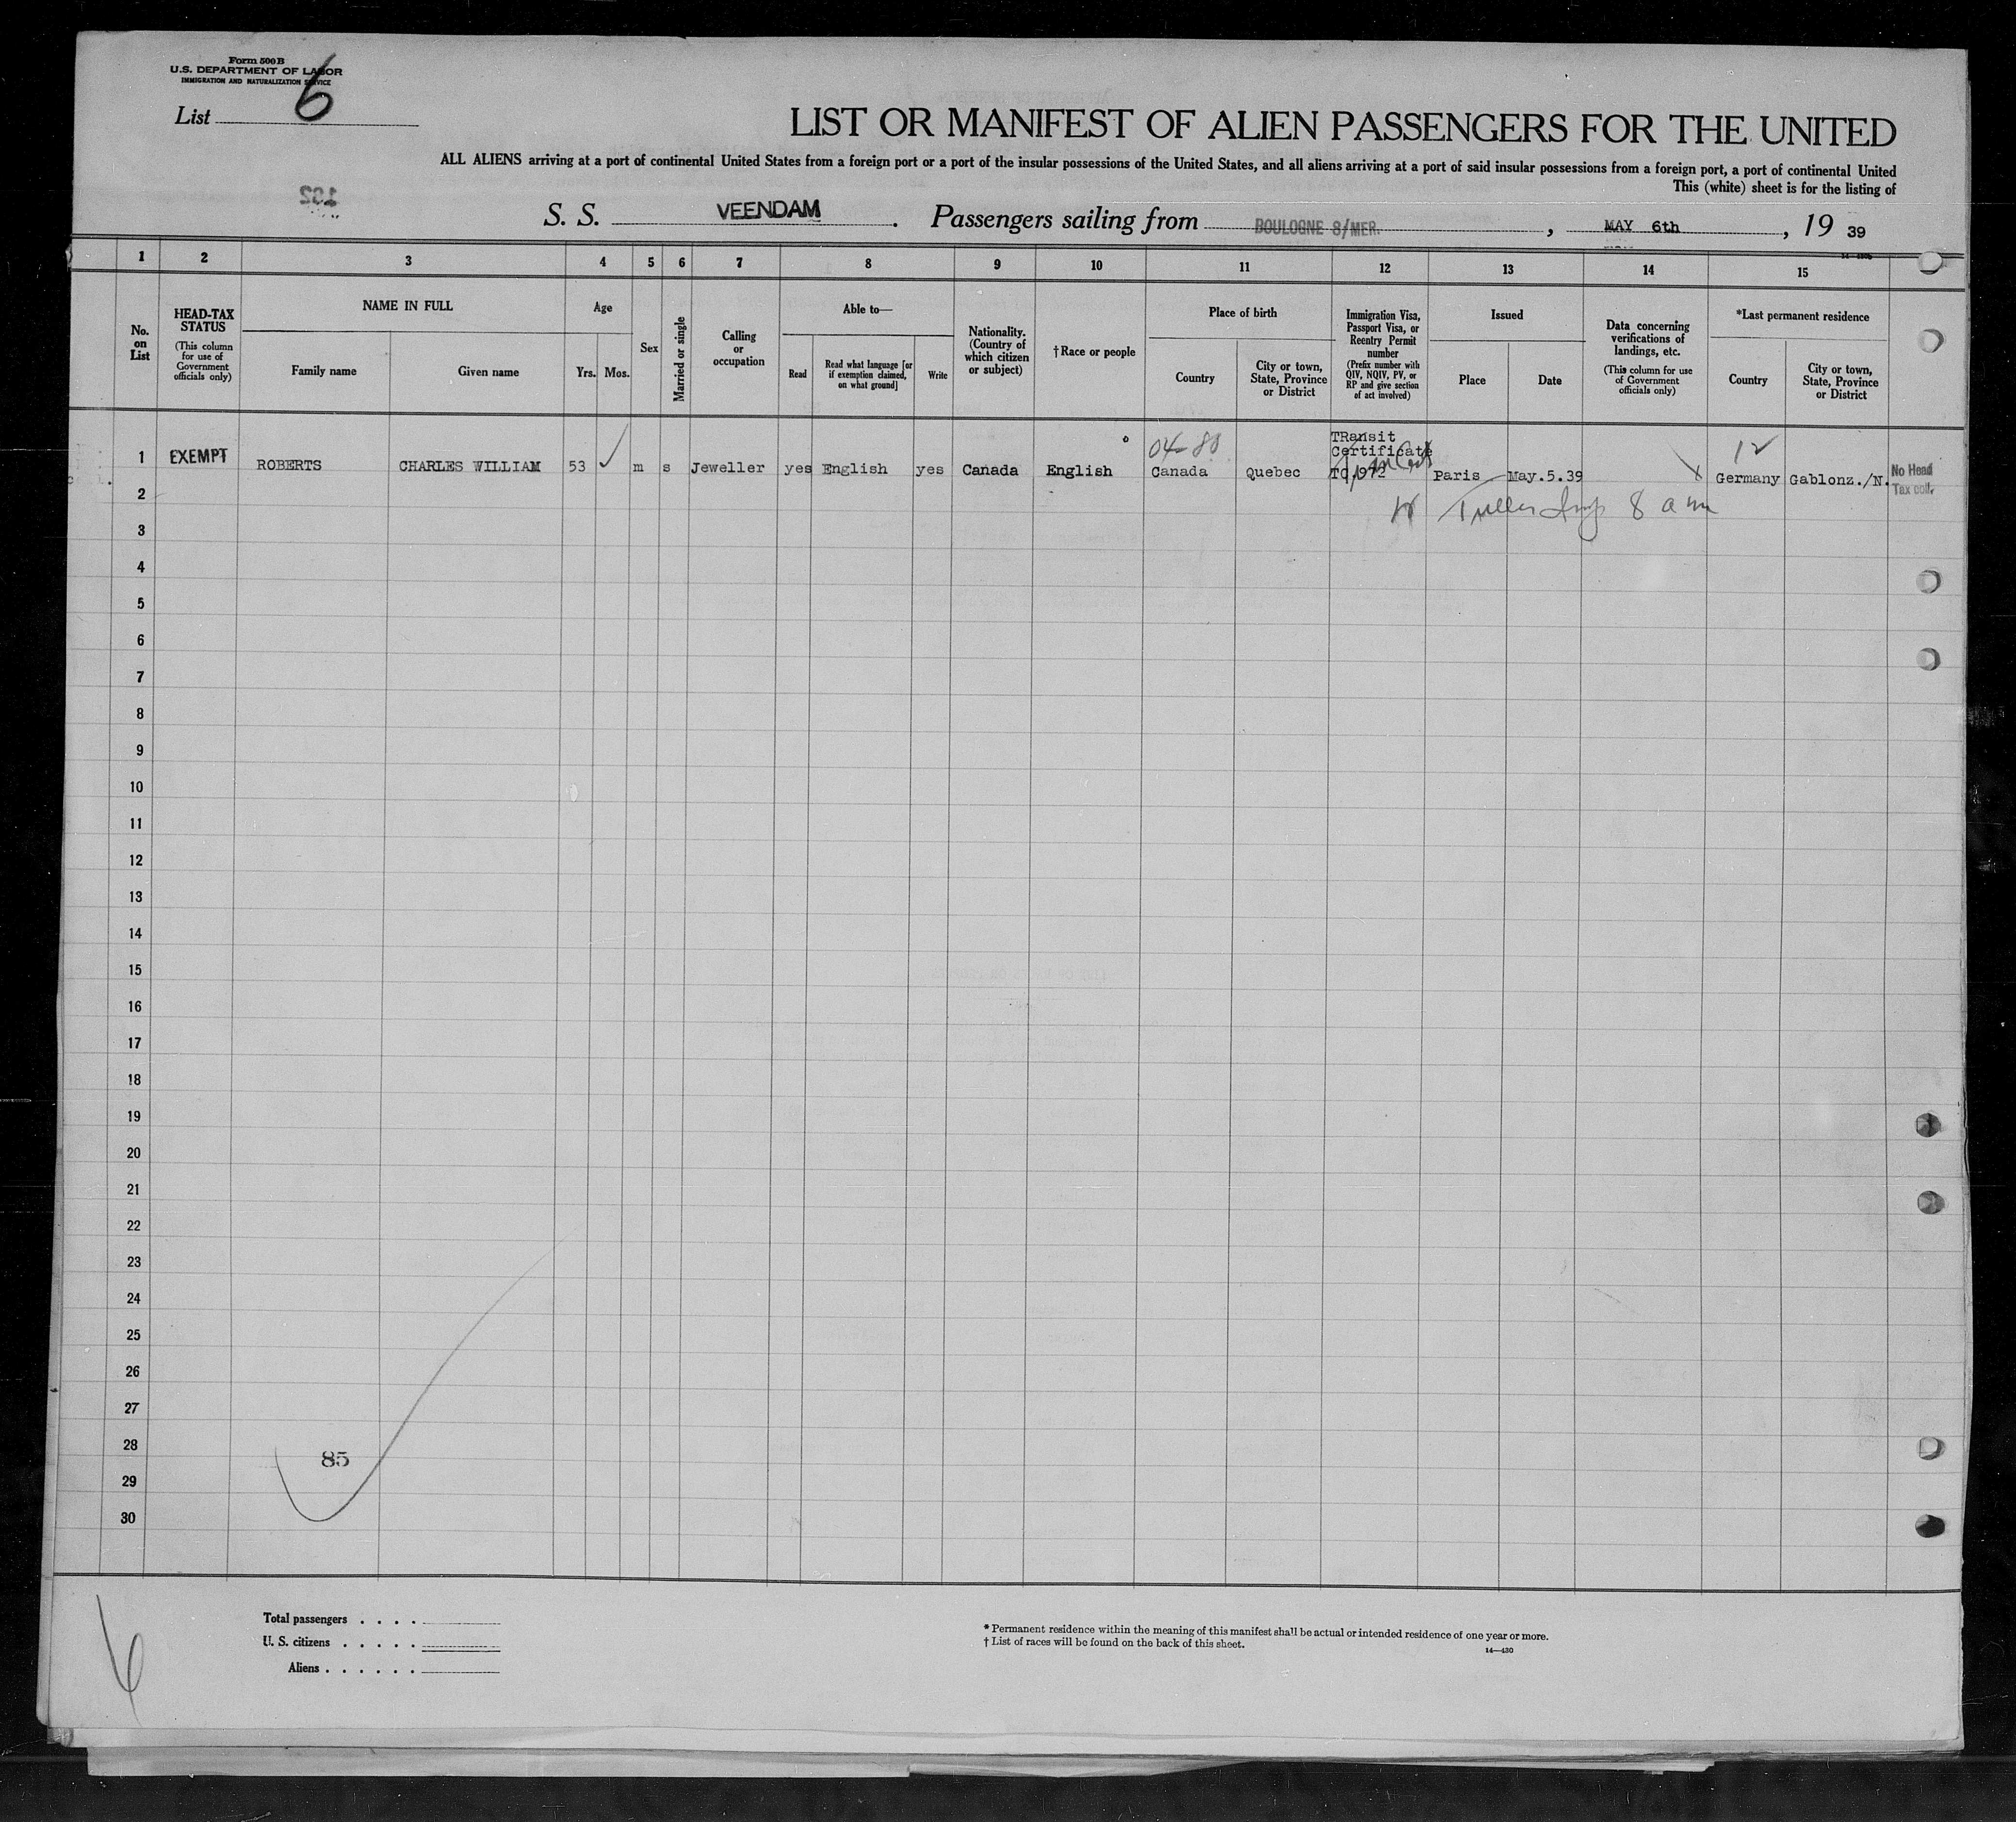 Form 500 B
U.S. DEPARTMENT OF LABOR
IMMIGRATION AND NATURALIZATION SERVICE
List 6
LIST OR MANIFEST OF ALIEN PASSENGERS FOR THE UNITED
ALL ALIENS arriving at a port of continental United States from a foreign port or a port of the insular possessions of the United States, and all aliens arriving at a port of said insular possessions from a foreign port, a port of continental United
This (white) sheet is for the listing of
132
S. S. VEENDAM. Passengers sailing from BOULOGNE S/MER., MAY 6th, 19 39
1 2 3 4 5 6 7 8 9 10 11 12 13 14 15
No. on List
HEAD-TAX STATUS
(This column for use of Government officials only)
NAME IN FULL
Family name
Given name
Age
Yrs. Mos.
Sex
Married or single
Calling or occupation
Able to—
Read
Read what language [or if exemption claimed, on what ground]
Write
Nationality. (Country of which citizen or subject)
†Race or people
Place of birth
Country
City or town, State, Province or District
Immigration Visa, Passport Visa, or Reentry Permit number
(Prefix number with QIV, NQIV, PV, or RP and give section of act involved)
Issued
Place
Date
Data concerning verifications of landings, etc.
(This column for use of Government officials only)
*Last permanent residence
Country
City or town, State, Province or District
04-80
12
TRansit
Certificate
1 EXEMPT ROBERTS CHARLES WILLIAM 53 m s Jeweller yes English yes Canada English Canada Quebec Paris May.5.39 Germany Gablonz./N. No Head
Tax coll.
2
8 am
3
4
5
6
7
8
9
10
11
12
13
14
15
16
17
18
19
20
21
22
23
24
25
26
27
28
85
29
30
6
Total passengers . . . .
U. S. citizens . . . . .
Aliens . . . . . .
* Permanent residence within the meaning of this manifest shall be actual or intended residence of one year or more.
† List of races will be found on the back of this sheet.
14—430